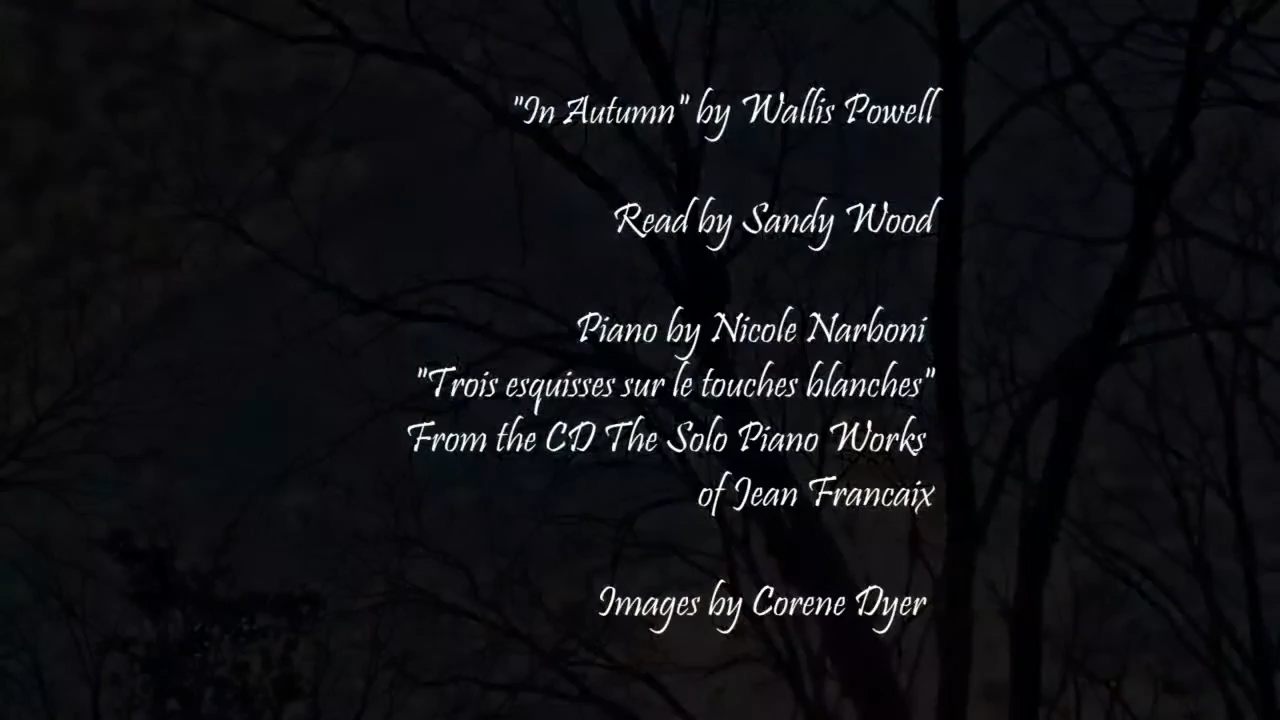 "In Autumn" by Wallis Powell
Read by Sandy Wood
Piano by Nicole Narboni
"Trois esquisses sur le touches blanches"
From the CD The Solo Piano Works
of Jean Francaix
Images by Corene Dyer